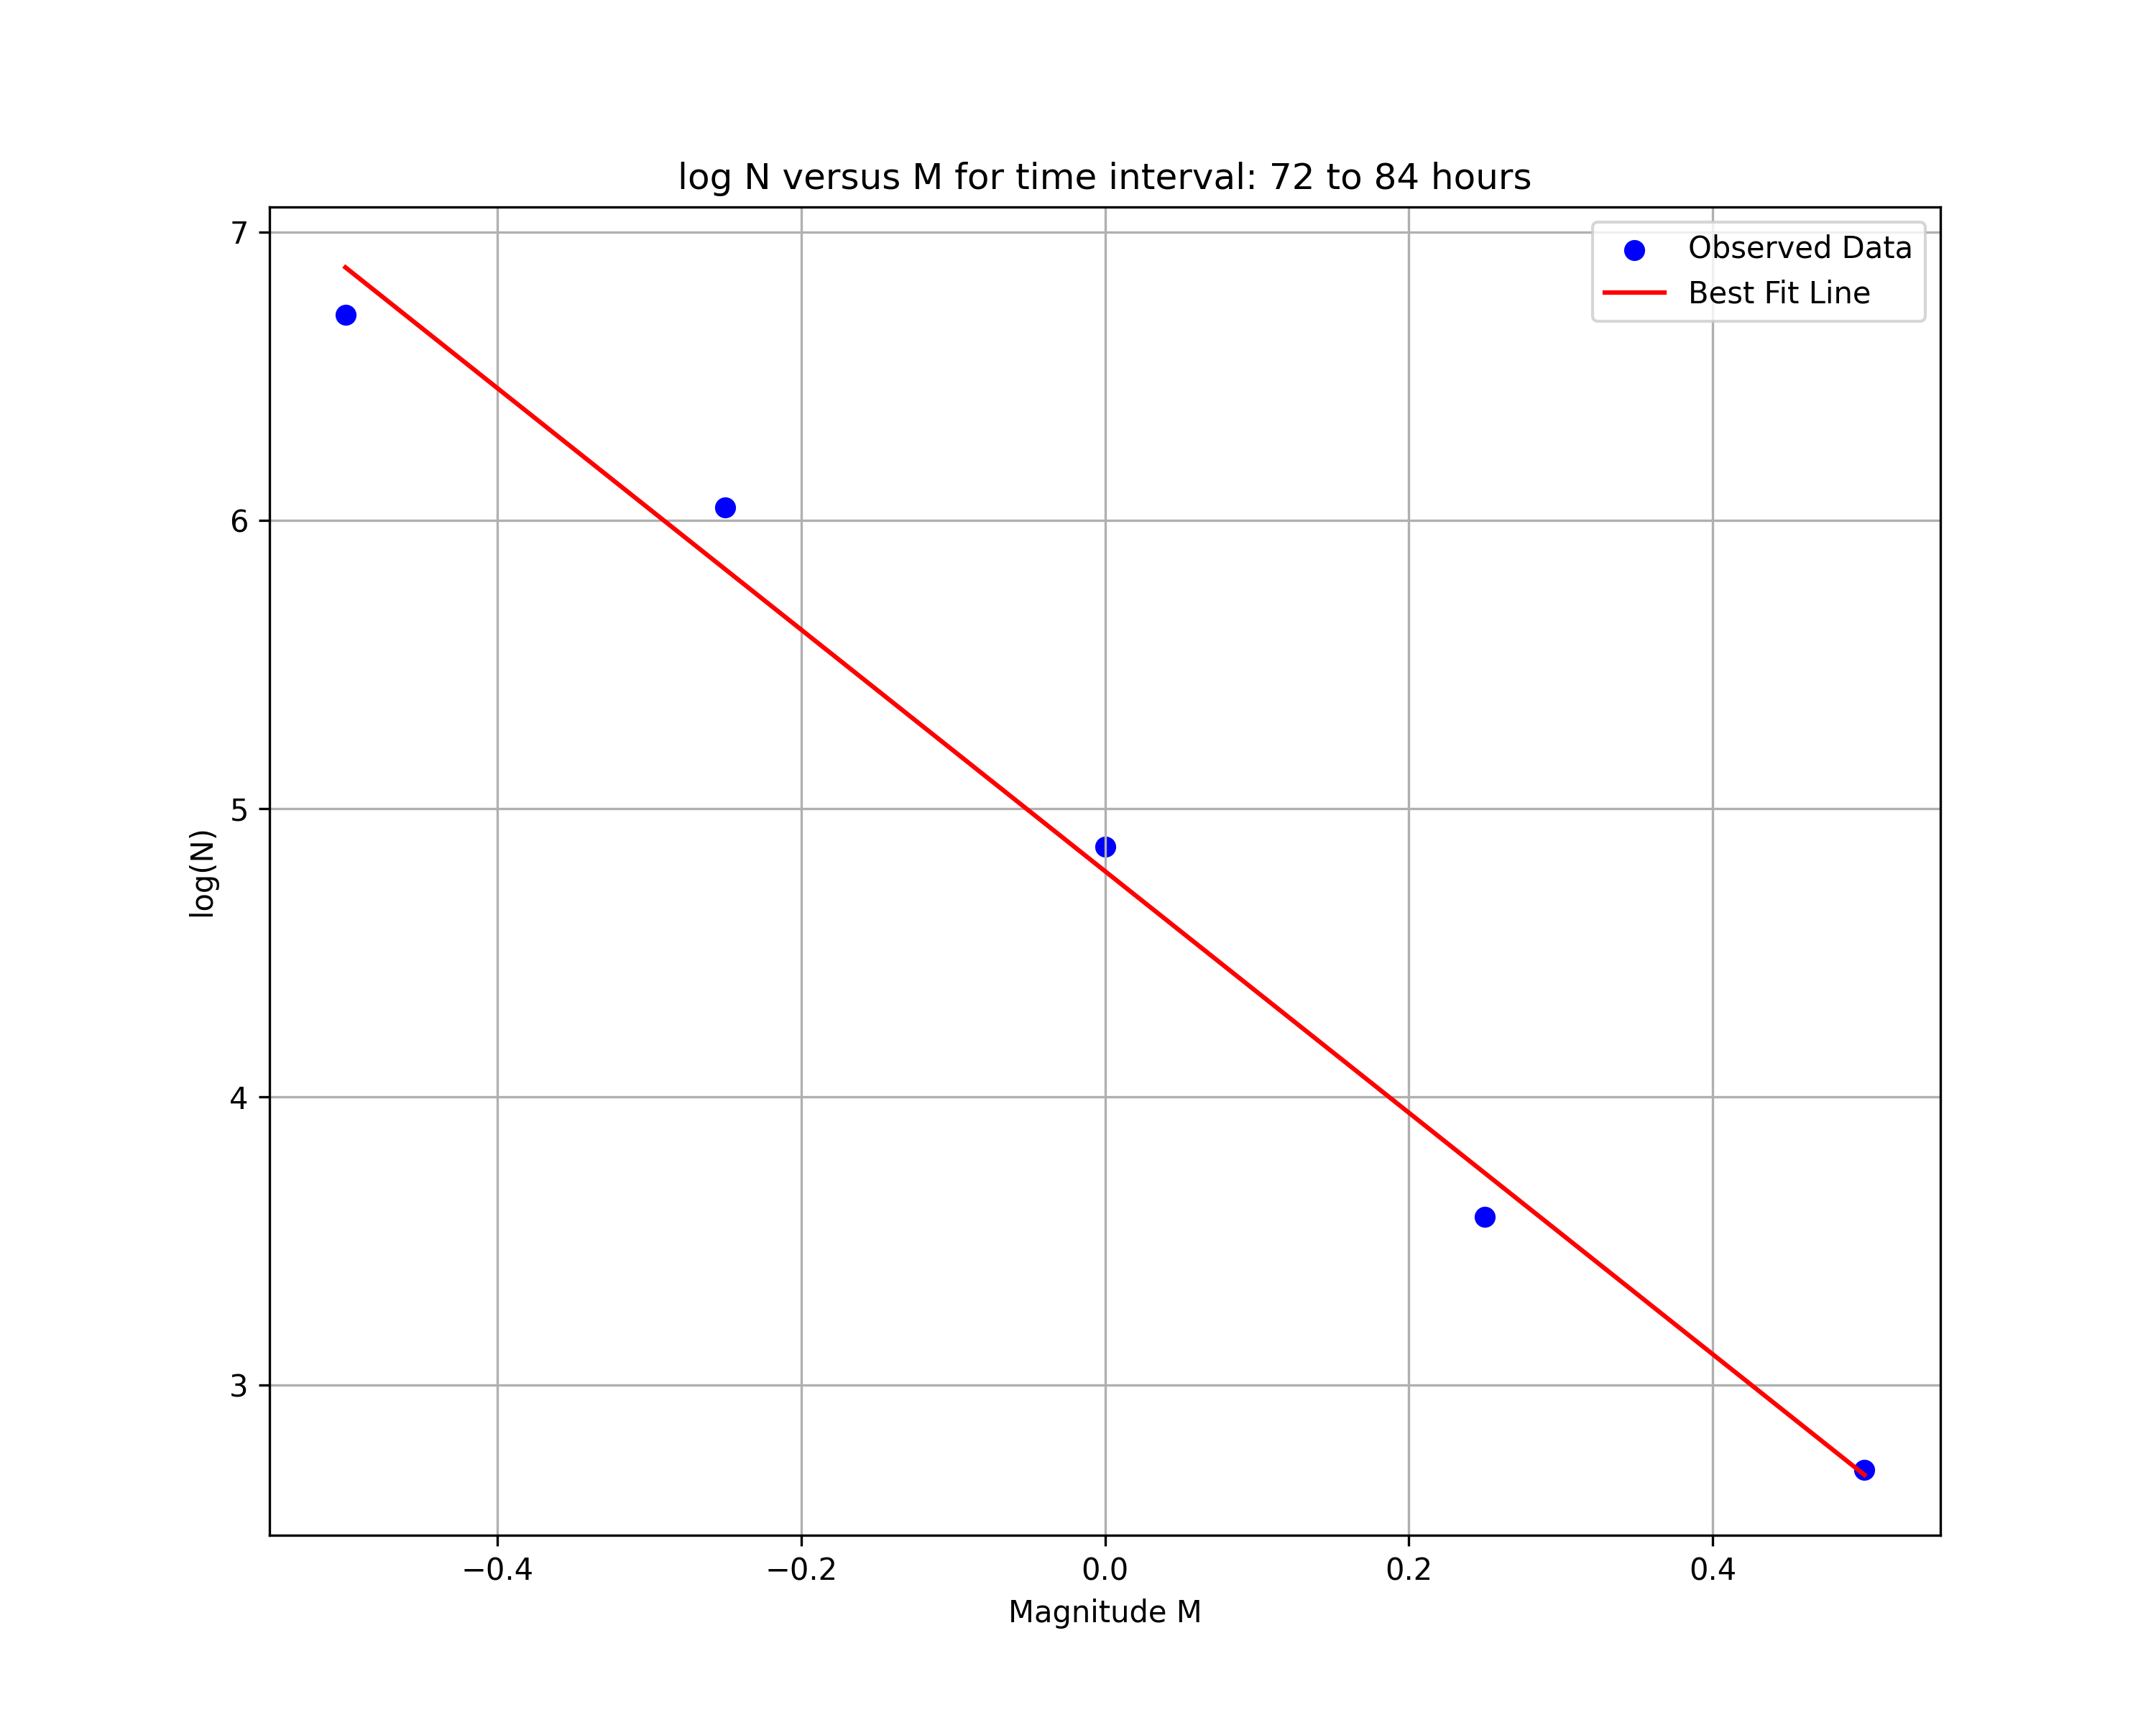 log N versus M for time interval: 72 to 84 hours
7
6
5
4
3
log(N)
Observed Data
Best Fit Line
−0.4 −0.2 0.0 0.2 0.4
Magnitude M